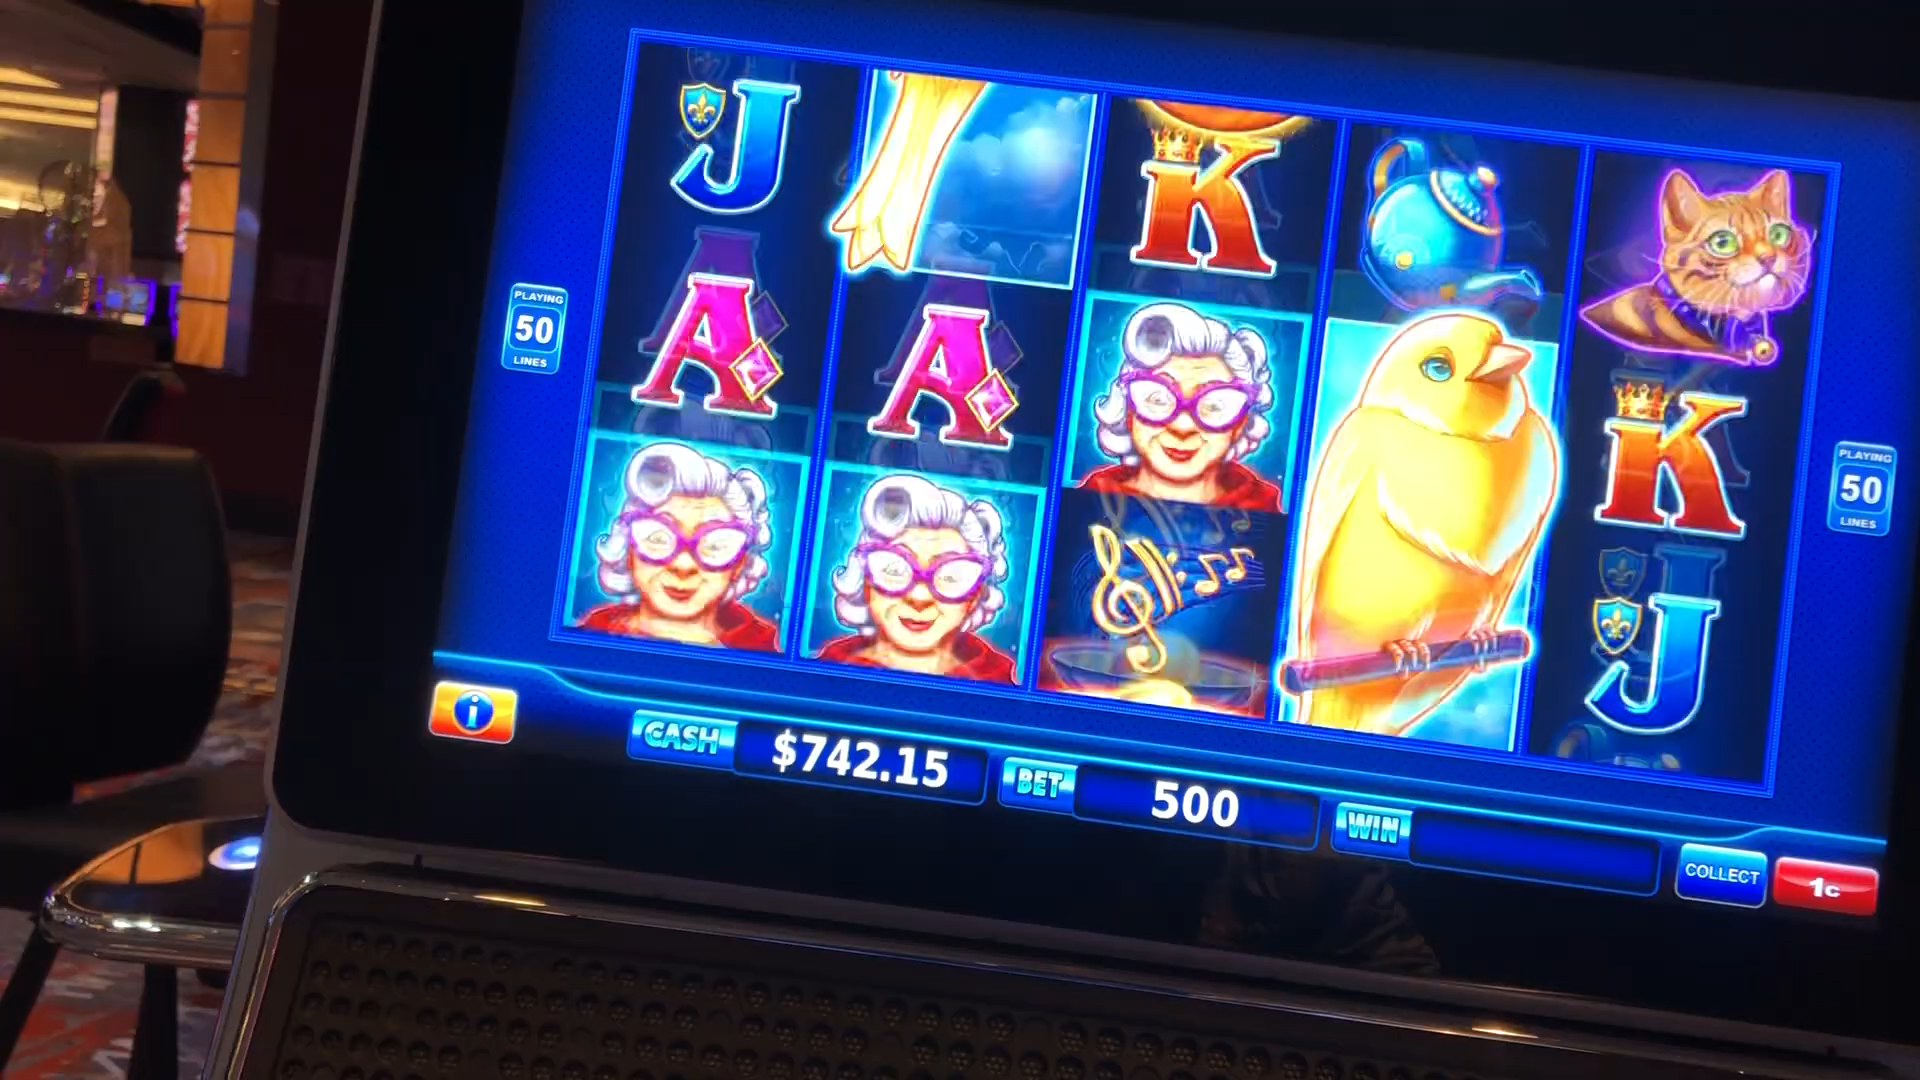 J
K
PLAYING
50
LINES
A
A
K
PLAYING
50
LINES
J
i
CASH $742.15 BET 500 WIN
COLLECT 1c